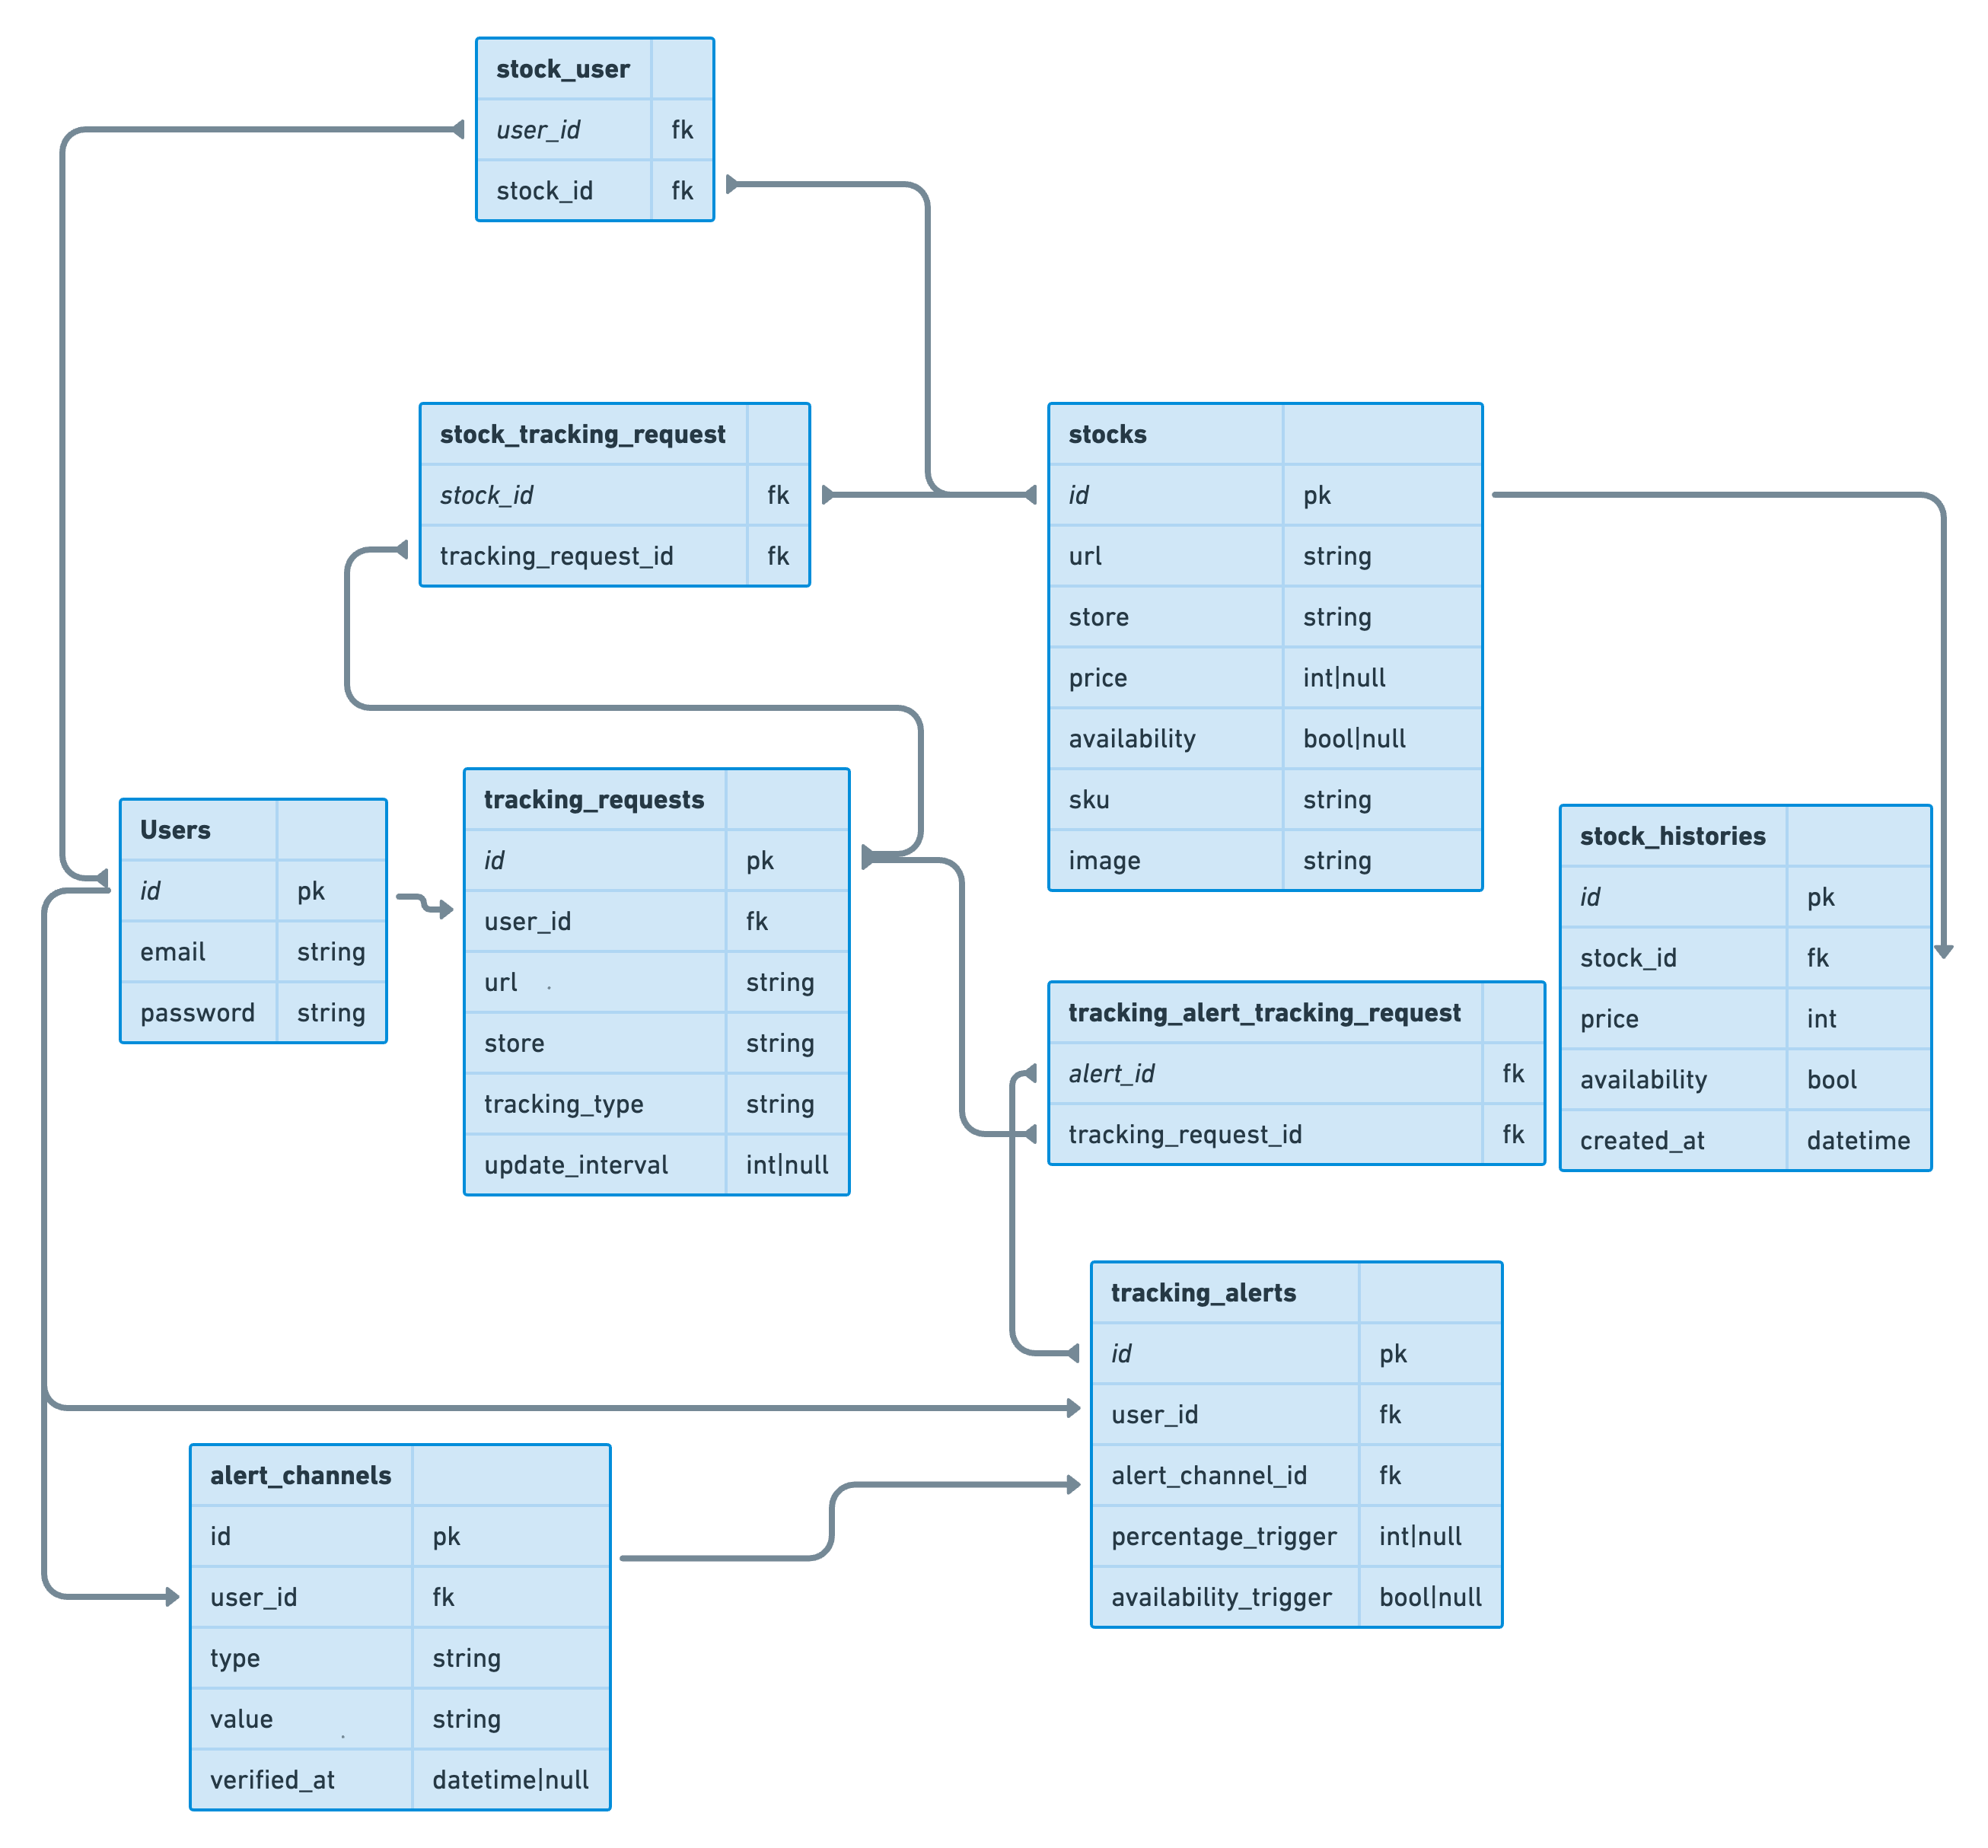 stock_user
user_id fk
stock_id fk
stock_tracking_request
stock_id fk
tracking_request_id fk
stocks
id pk
url string
store string
price int|null
availability bool|null
sku string
image string
Users
id pk
email string
password string
tracking_requests
id pk
user_id fk
url string
store string
tracking_type string
update_interval int|null
stock_histories
id pk
stock_id fk
price int
availability bool
created_at datetime
tracking_alert_tracking_request
alert_id fk
tracking_request_id fk
tracking_alerts
id pk
user_id fk
alert_channel_id fk
percentage_trigger int|null
availability_trigger bool|null
alert_channels
id pk
user_id fk
type string
value string
verified_at datetime|null